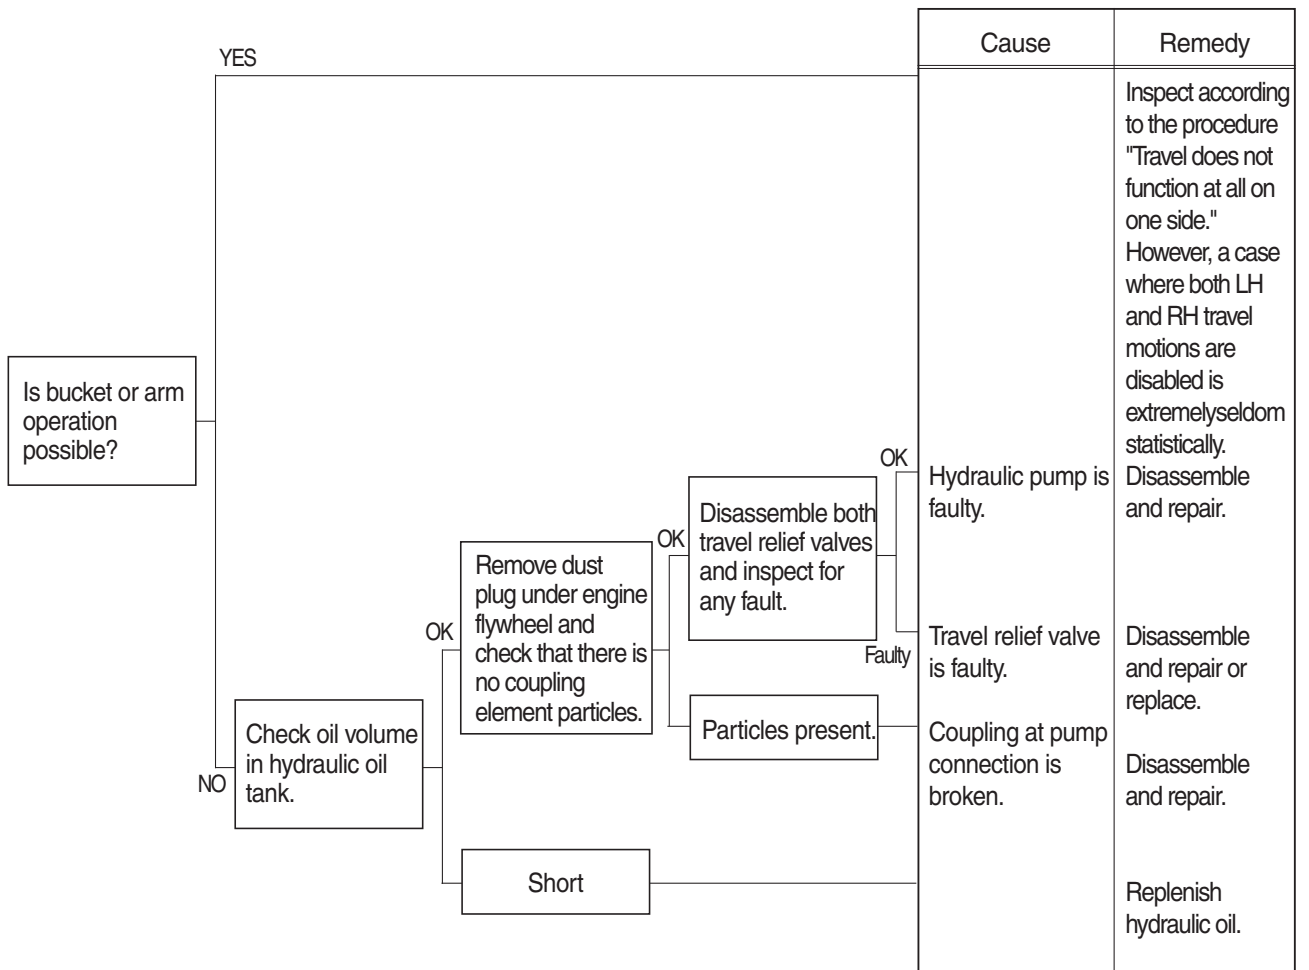 Cause
Remedy
YES
Inspect according
to the procedure
"Travel does not
function at all on
one side."
However, a case
where both LH
and RH travel
motions are
disabled is
extremelyseldom
statistically.
Is bucket or arm
operation
possible?
NO
Check oil volume
in hydraulic oil
tank.
OK
Remove dust
plug under engine
flywheel and
check that there is
no coupling
element particles.
OK
Disassemble both
travel relief valves
and inspect for
any fault.
OK
Hydraulic pump is
faulty.
Disassemble
and repair.
Faulty
Travel relief valve
is faulty.
Disassemble
and repair or
replace.
Particles present.
Coupling at pump
connection is
broken.
Disassemble
and repair.
Short
Replenish
hydraulic oil.